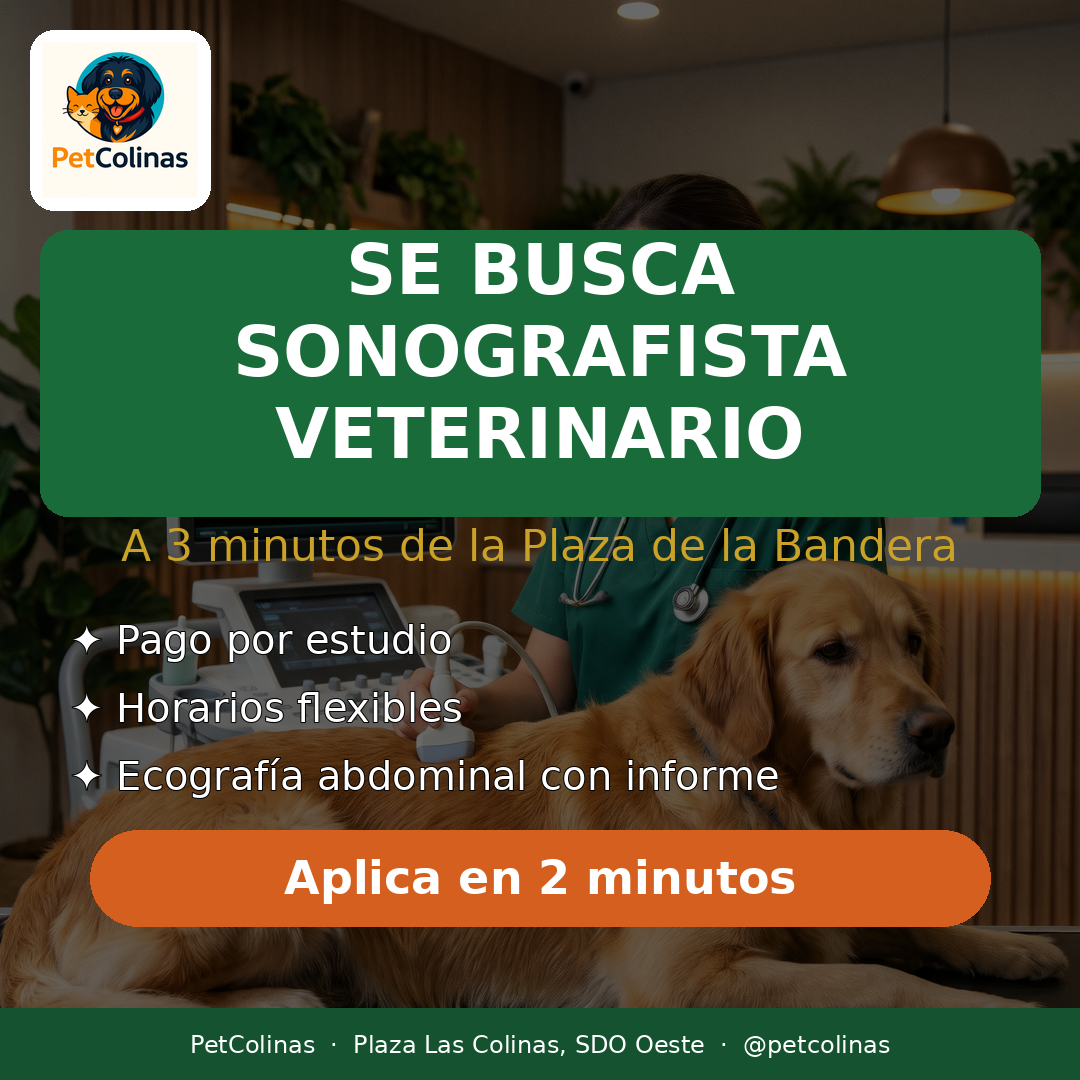 PetColinas
SE BUSCA
SONOGRAFISTA
VETERINARIO
A 3 minutos de la Plaza de la Bandera
✦ Pago por estudio
✦ Horarios flexibles
✦ Ecografía abdominal con informe
Aplica en 2 minutos
PetColinas · Plaza Las Colinas, SDO Oeste · @petcolinas